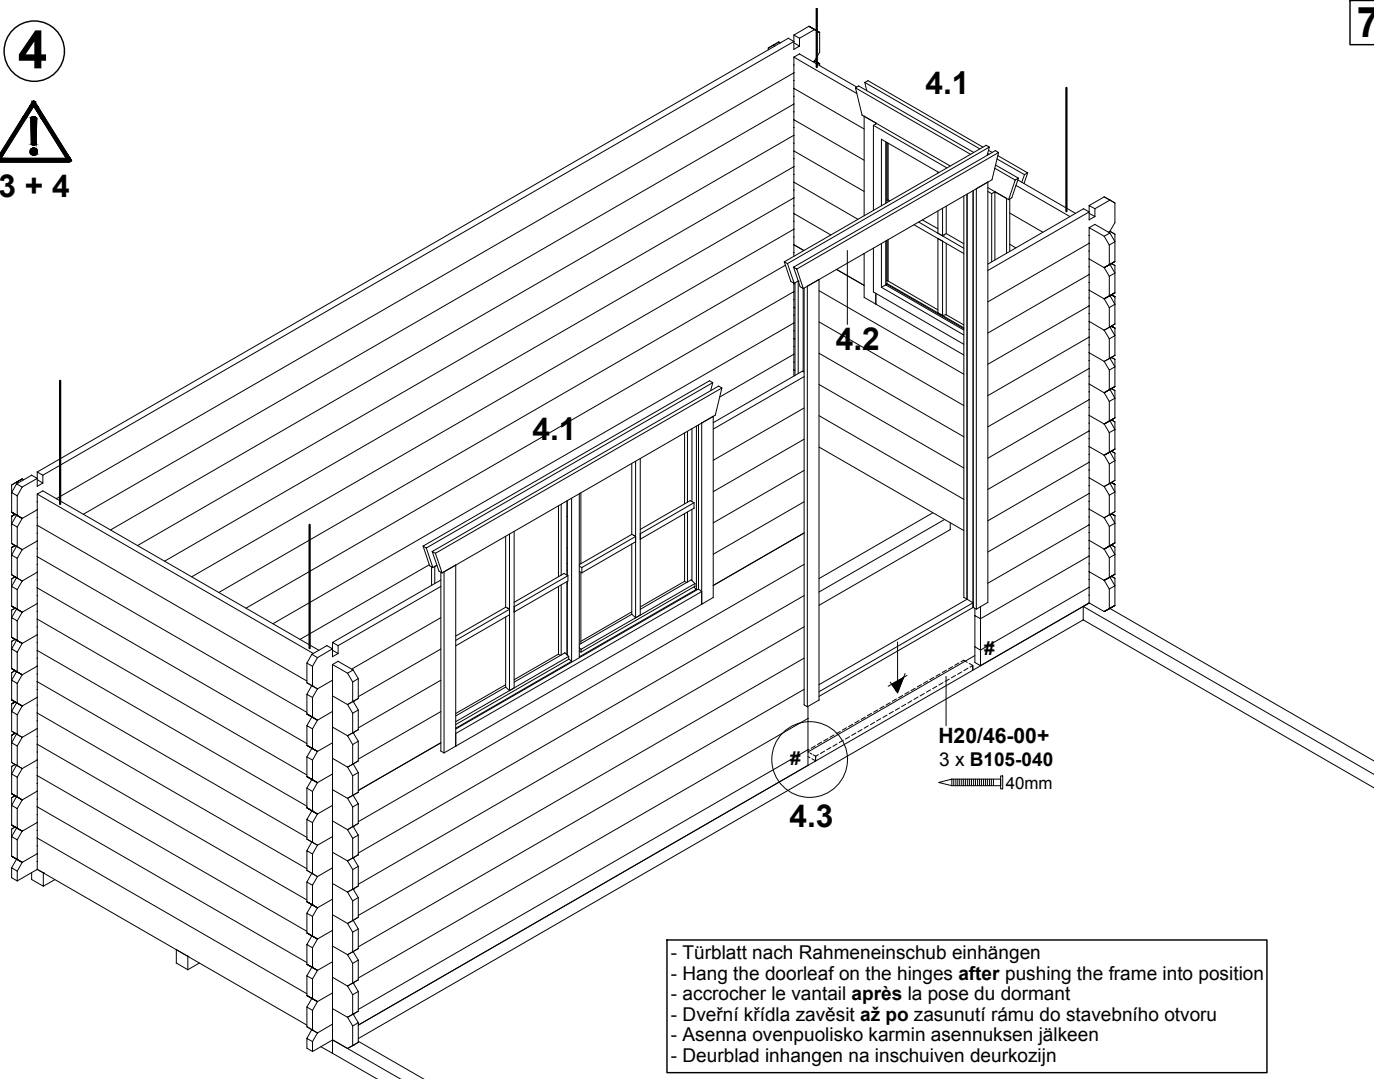 4
7
3 + 4
4.1
4.2
4.1
#
#
H20/46-00+
3 x B105-040
40mm
4.3
- Türblatt nach Rahmeneinschub einhängen
- Hang the doorleaf on the hinges after pushing the frame into position
- accrocher le vantail après la pose du dormant
- Dveřní křídla zavěsit až po zasunutí rámu do stavebního otvoru
- Asenna ovenpuolisko karmin asennuksen jälkeen
- Deurblad inhangen na inschuiven deurkozijn